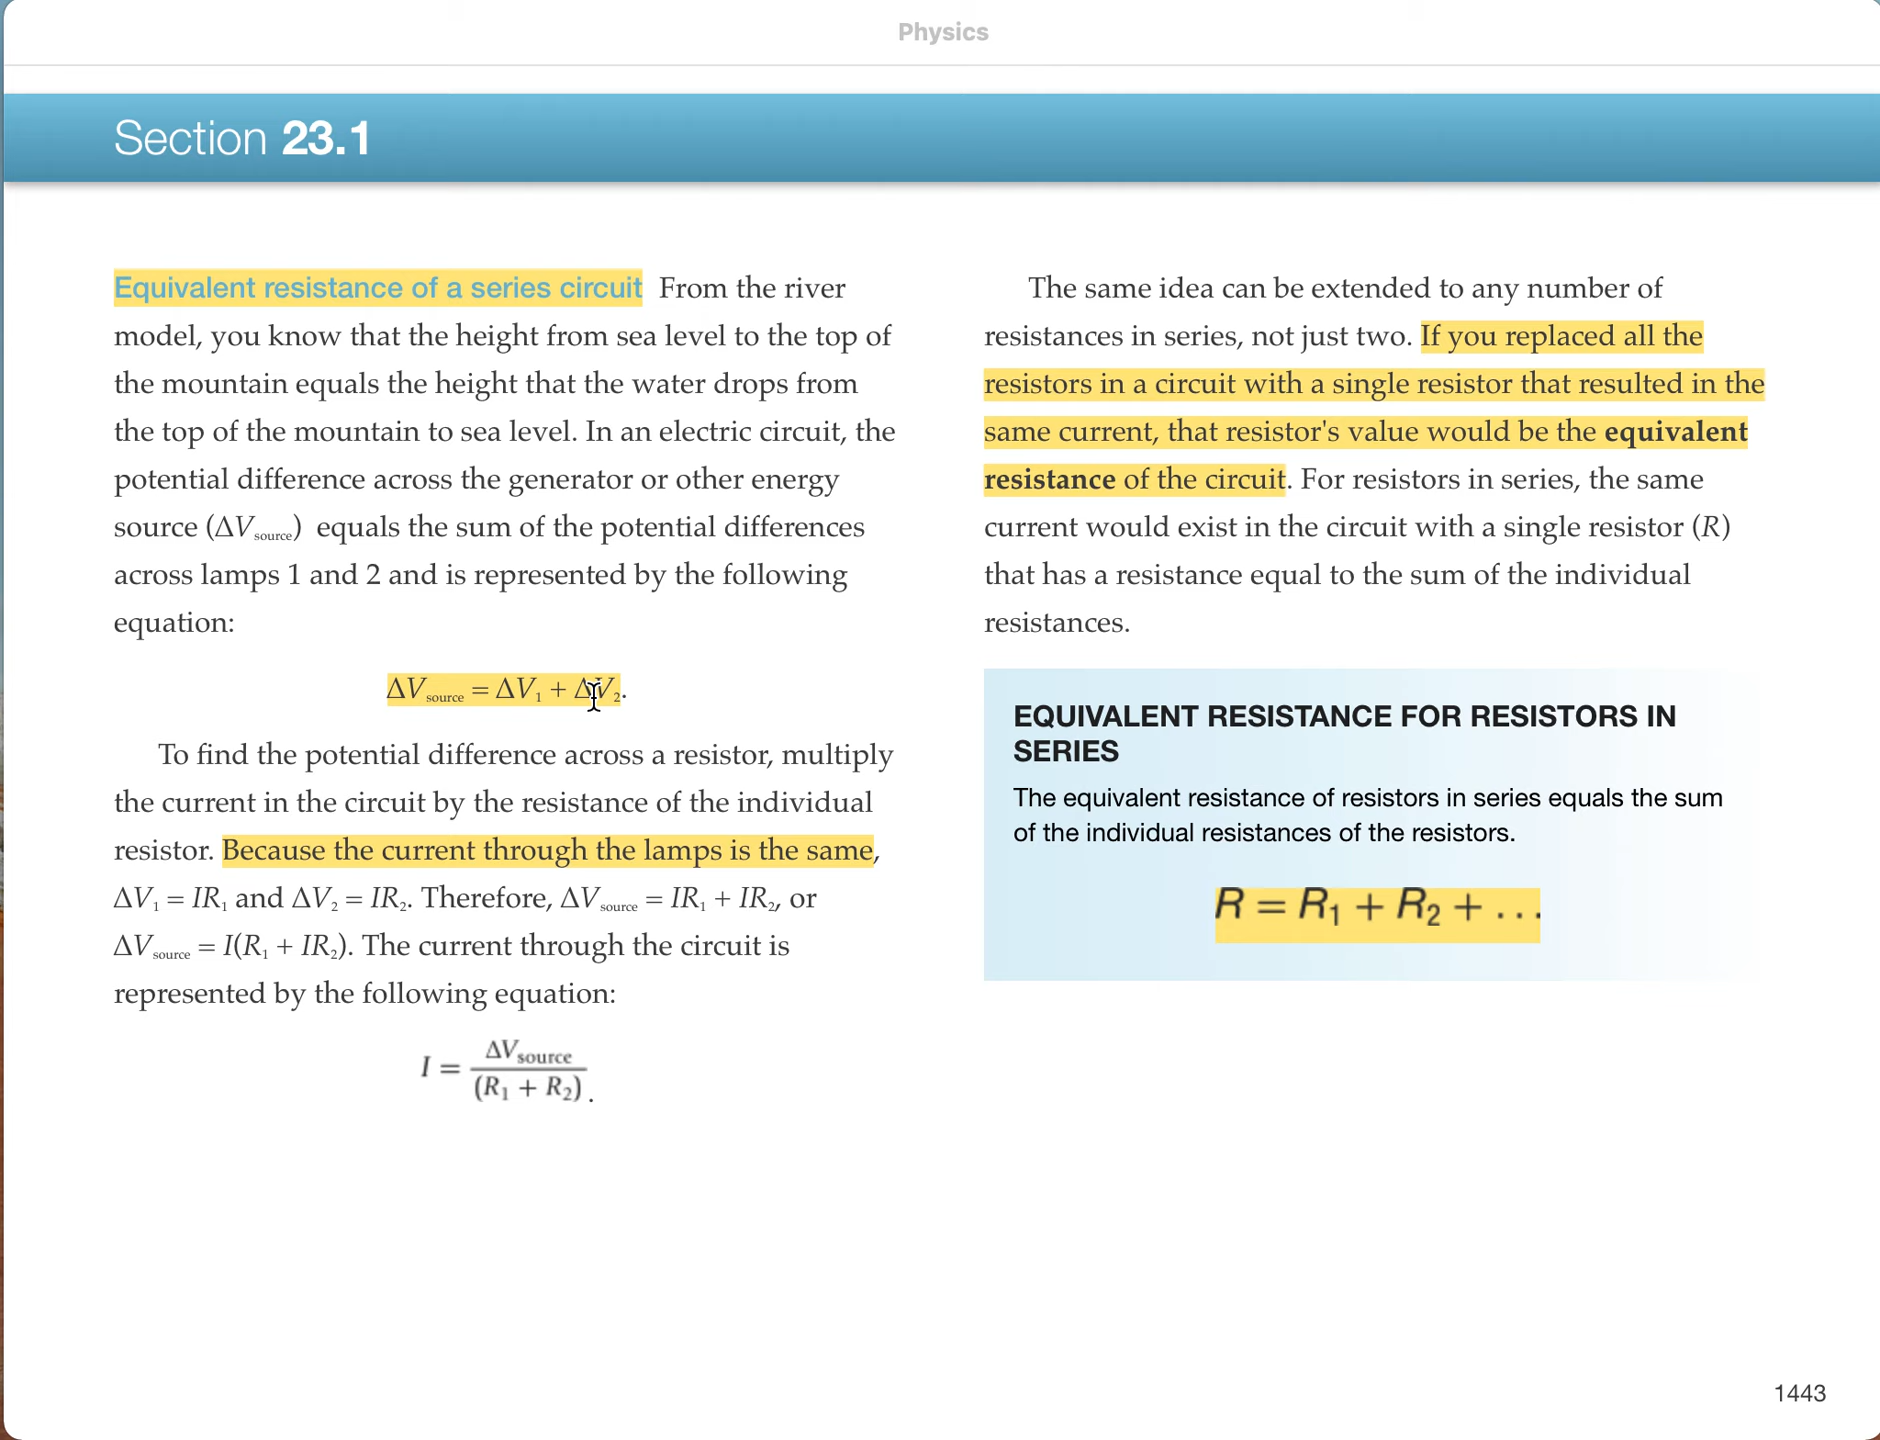 Physics
Section 23.1
Equivalent resistance of a series circuit From the river
model, you know that the height from sea level to the top of
the mountain equals the height that the water drops from
the top of the mountain to sea level. In an electric circuit, the
potential difference across the generator or other energy
source (ΔV_source) equals the sum of the potential differences
across lamps 1 and 2 and is represented by the following
equation:
ΔV_source = ΔV₁ + ΔV₂.
To find the potential difference across a resistor, multiply
the current in the circuit by the resistance of the individual
resistor. Because the current through the lamps is the same,
ΔV₁ = IR₁ and ΔV₂ = IR₂. Therefore, ΔV_source = IR₁ + IR₂, or
ΔV_source = I(R₁ + IR₂). The current through the circuit is
represented by the following equation:
I = ΔV_source / (R₁ + R₂).
The same idea can be extended to any number of
resistances in series, not just two. If you replaced all the
resistors in a circuit with a single resistor that resulted in the
same current, that resistor's value would be the equivalent
resistance of the circuit. For resistors in series, the same
current would exist in the circuit with a single resistor (R)
that has a resistance equal to the sum of the individual
resistances.
EQUIVALENT RESISTANCE FOR RESISTORS IN
SERIES
The equivalent resistance of resistors in series equals the sum
of the individual resistances of the resistors.
R = R₁ + R₂ + ...
1443